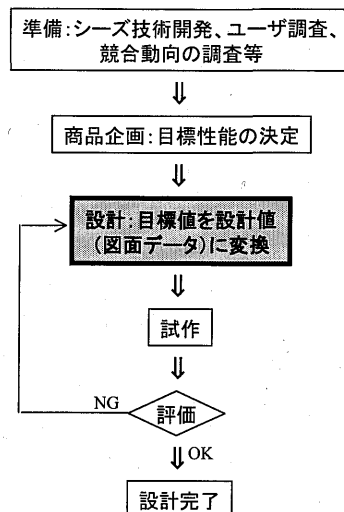 準備:シーズ技術開発、ユーザ調査、
競合動向の調査等
商品企画:目標性能の決定
設計:目標値を設計値
(図面データ)に変換
試作
NG
評価
OK
設計完了